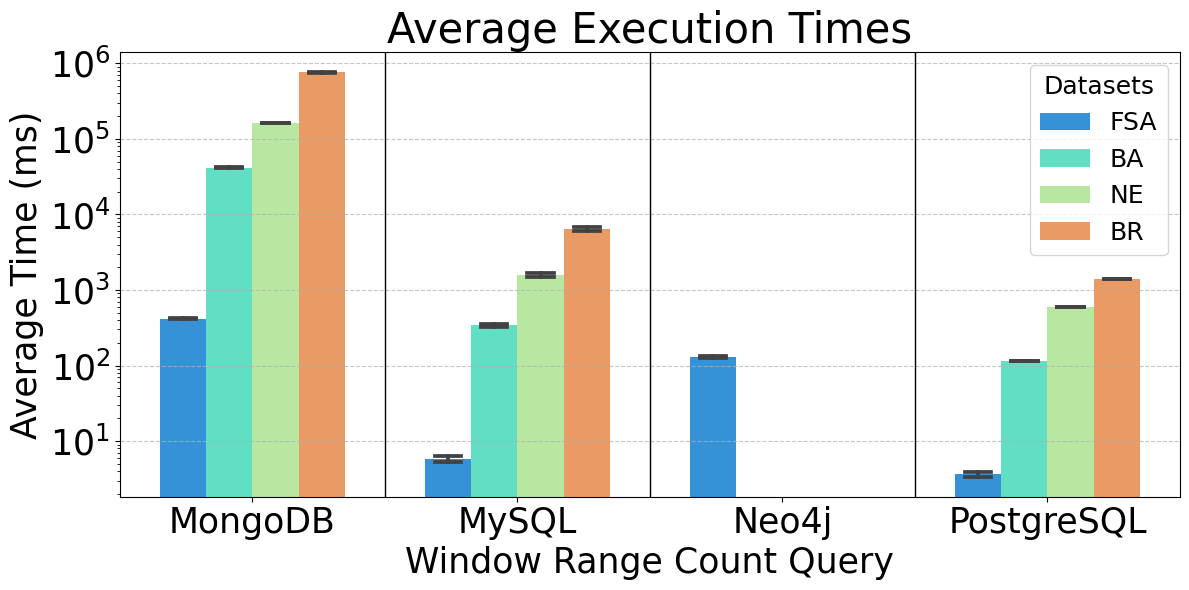 Average Execution Times
Average Time (ms)
10^6
10^5
10^4
10^3
10^2
10^1
Datasets
FSA
BA
NE
BR
MongoDB
MySQL
Neo4j
PostgreSQL
Window Range Count Query